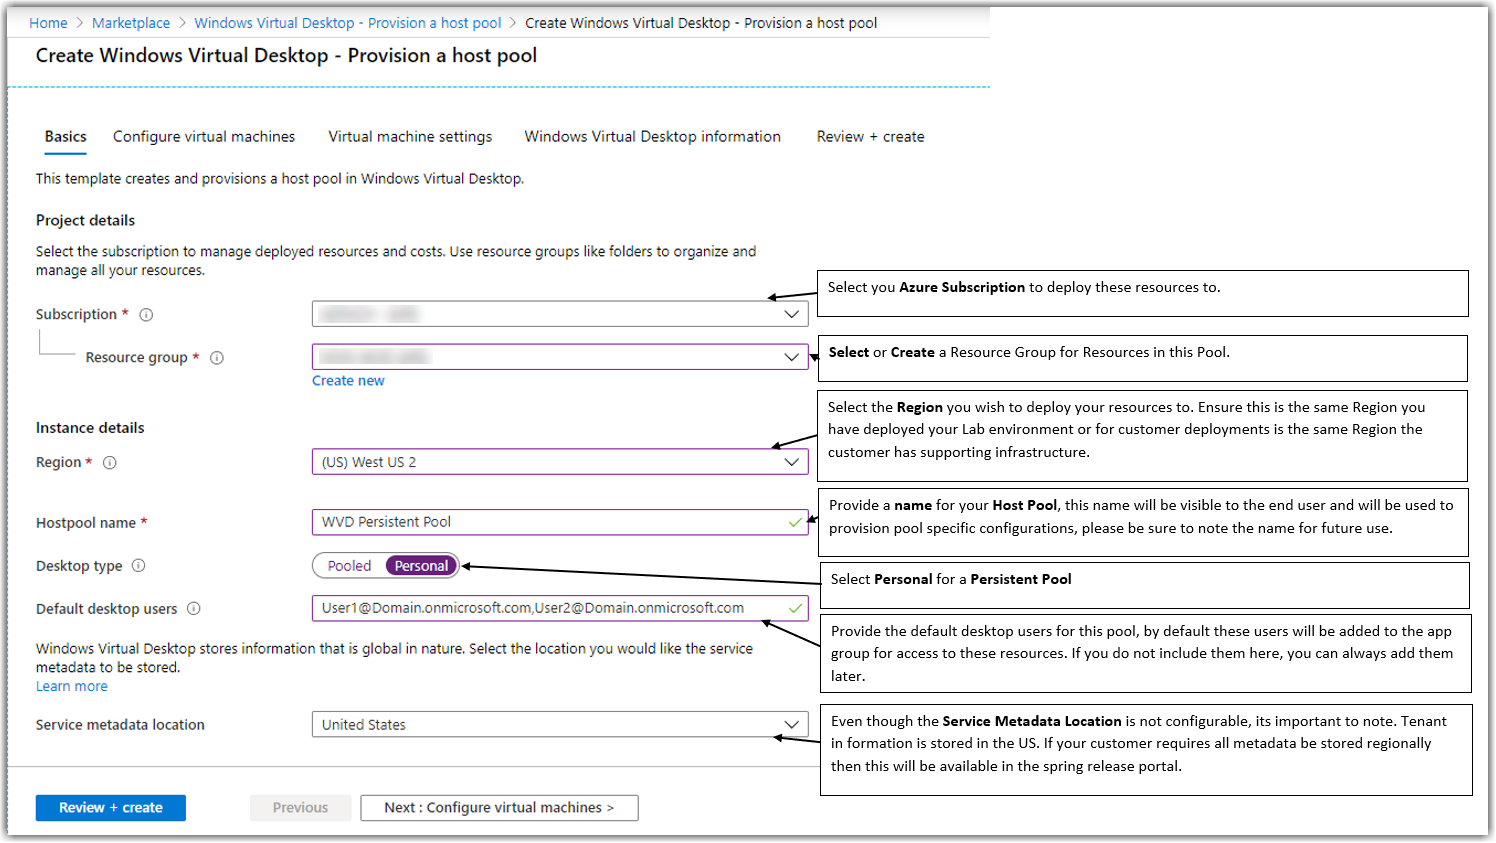 Home > Marketplace > Windows Virtual Desktop - Provision a host pool > Create Windows Virtual Desktop - Provision a host pool
Create Windows Virtual Desktop - Provision a host pool
Basics Configure virtual machines Virtual machine settings Windows Virtual Desktop information Review + create
This template creates and provisions a host pool in Windows Virtual Desktop.
Project details
Select the subscription to manage deployed resources and costs. Use resource groups like folders to organize and
manage all your resources.
Subscription *
Select you Azure Subscription to deploy these resources to.
Resource group *
Create new
Select or Create a Resource Group for Resources in this Pool.
Instance details
Region *
(US) West US 2
Select the Region you wish to deploy your resources to. Ensure this is the same Region you
have deployed your Lab environment or for customer deployments is the same Region the
customer has supporting infrastructure.
Hostpool name *
WVD Persistent Pool
Provide a name for your Host Pool, this name will be visible to the end user and will be used to
provision pool specific configurations, please be sure to note the name for future use.
Desktop type
Pooled Personal
Select Personal for a Persistent Pool
Default desktop users
User1@Domain.onmicrosoft.com,User2@Domain.onmicrosoft.com
Provide the default desktop users for this pool, by default these users will be added to the app
group for access to these resources. If you do not include them here, you can always add them
later.
Windows Virtual Desktop stores information that is global in nature. Select the location you would like the service
metadata to be stored.
Learn more
Service metadata location
United States
Even though the Service Metadata Location is not configurable, its important to note. Tenant
in formation is stored in the US. If your customer requires all metadata be stored regionally
then this will be available in the spring release portal.
Review + create Previous Next : Configure virtual machines >